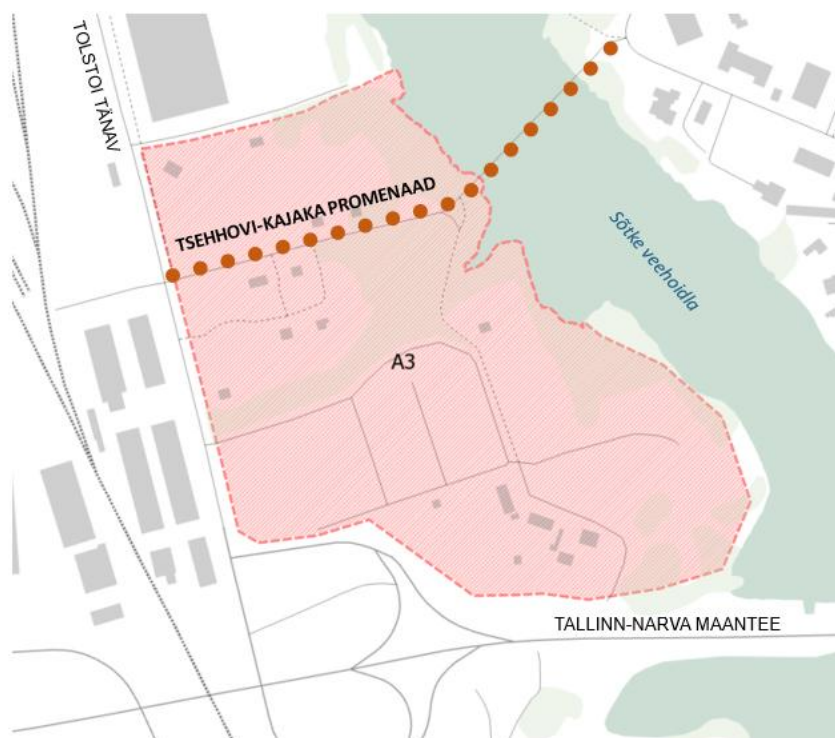 TOLSTOI TÄNAV
TSEHHOVI-KAJAKA PROMENAAD
Sõtke veehoidla
A3
TALLINN-NARVA MAANTEE